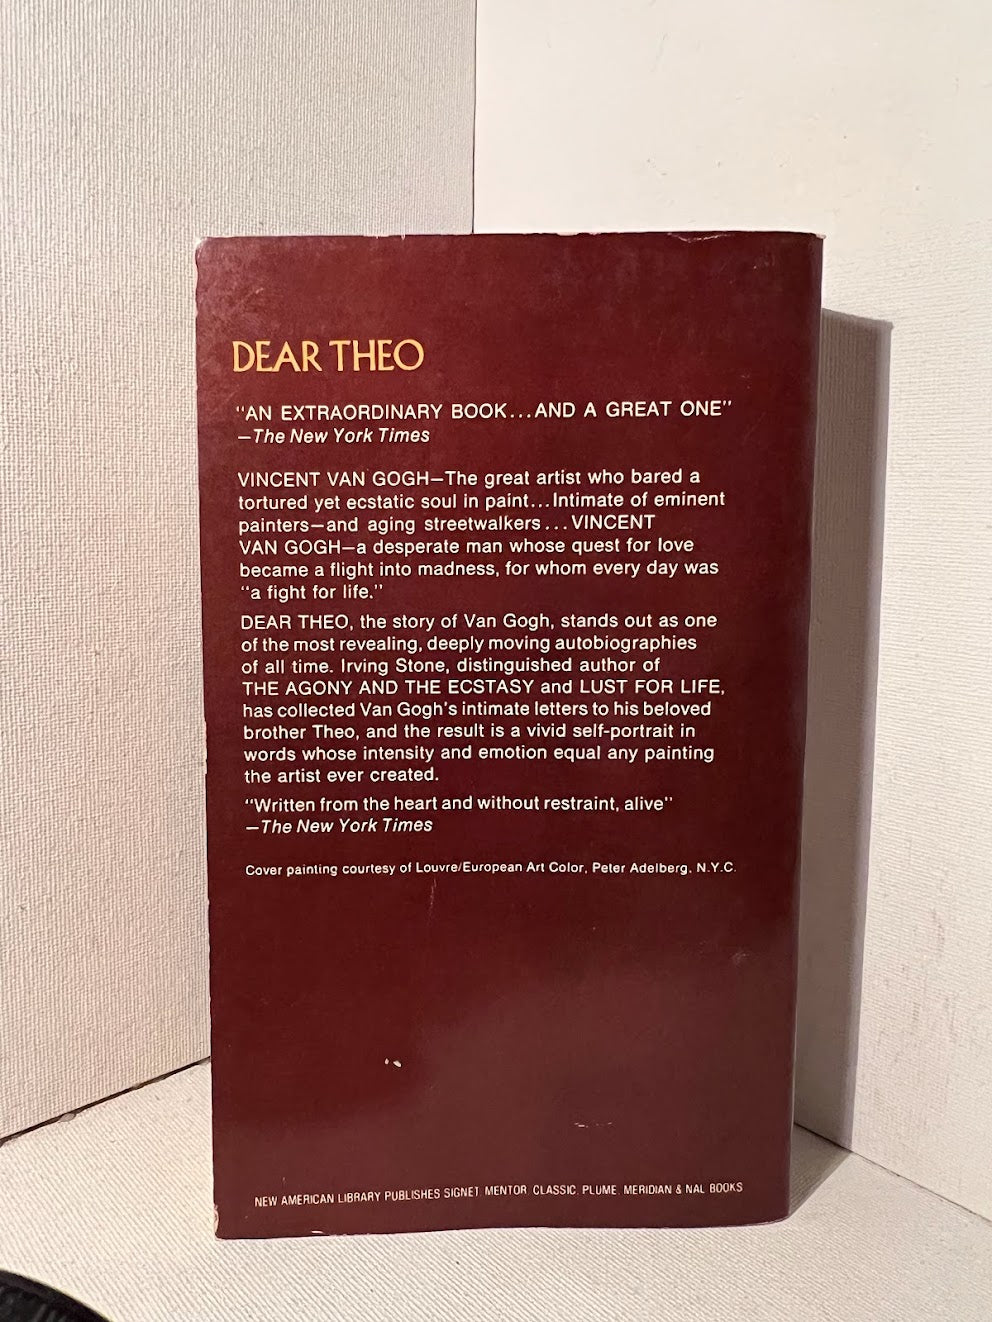 DEAR THEO
"AN EXTRAORDINARY BOOK...AND A GREAT ONE"
—The New York Times
VINCENT VAN GOGH—The great artist who bared a
tortured yet ecstatic soul in paint...Intimate of eminent
painters—and aging streetwalkers...VINCENT
VAN GOGH—a desperate man whose quest for love
became a flight into madness, for whom every day was
"a fight for life."
DEAR THEO, the story of Van Gogh, stands out as one
of the most revealing, deeply moving autobiographies
of all time. Irving Stone, distinguished author of
THE AGONY AND THE ECSTASY and LUST FOR LIFE,
has collected Van Gogh's intimate letters to his beloved
brother Theo, and the result is a vivid self-portrait in
words whose intensity and emotion equal any painting
the artist ever created.
"Written from the heart and without restraint, alive"
—The New York Times
Cover painting courtesy of Louvre/European Art Color, Peter Adelberg, N.Y.C.
NEW AMERICAN LIBRARY PUBLISHES SIGNET, MENTOR, CLASSIC, PLUME, MERIDIAN & NAL BOOKS